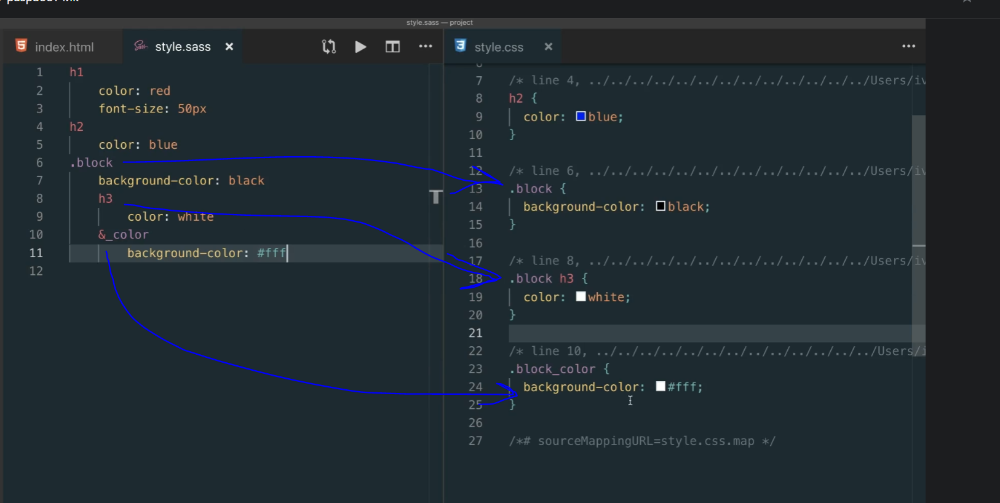 style.sass — project
index.html
style.sass
style.css
1 h1
2 color: red
3 font-size: 50px
4 h2
5 color: blue
6 .block
7 background-color: black
8 h3
9 color: white
10 &_color
11 background-color: #fff
12
7 /* line 4, ../../../../../../../../../../../../Users/iv
8 h2 {
9 color: blue;
10 }
11
12 /* line 6, ../../../../../../../../../../../../Users/iv
13 .block {
14 background-color: black;
15 }
16
17 /* line 8, ../../../../../../../../../../../../Users/iv
18 .block h3 {
19 color: white;
20 }
21
22 /* line 10, ../../../../../../../../../../../../Users/i
23 .block_color {
24 background-color: #fff;
25 }
26
27 /*# sourceMappingURL=style.css.map */